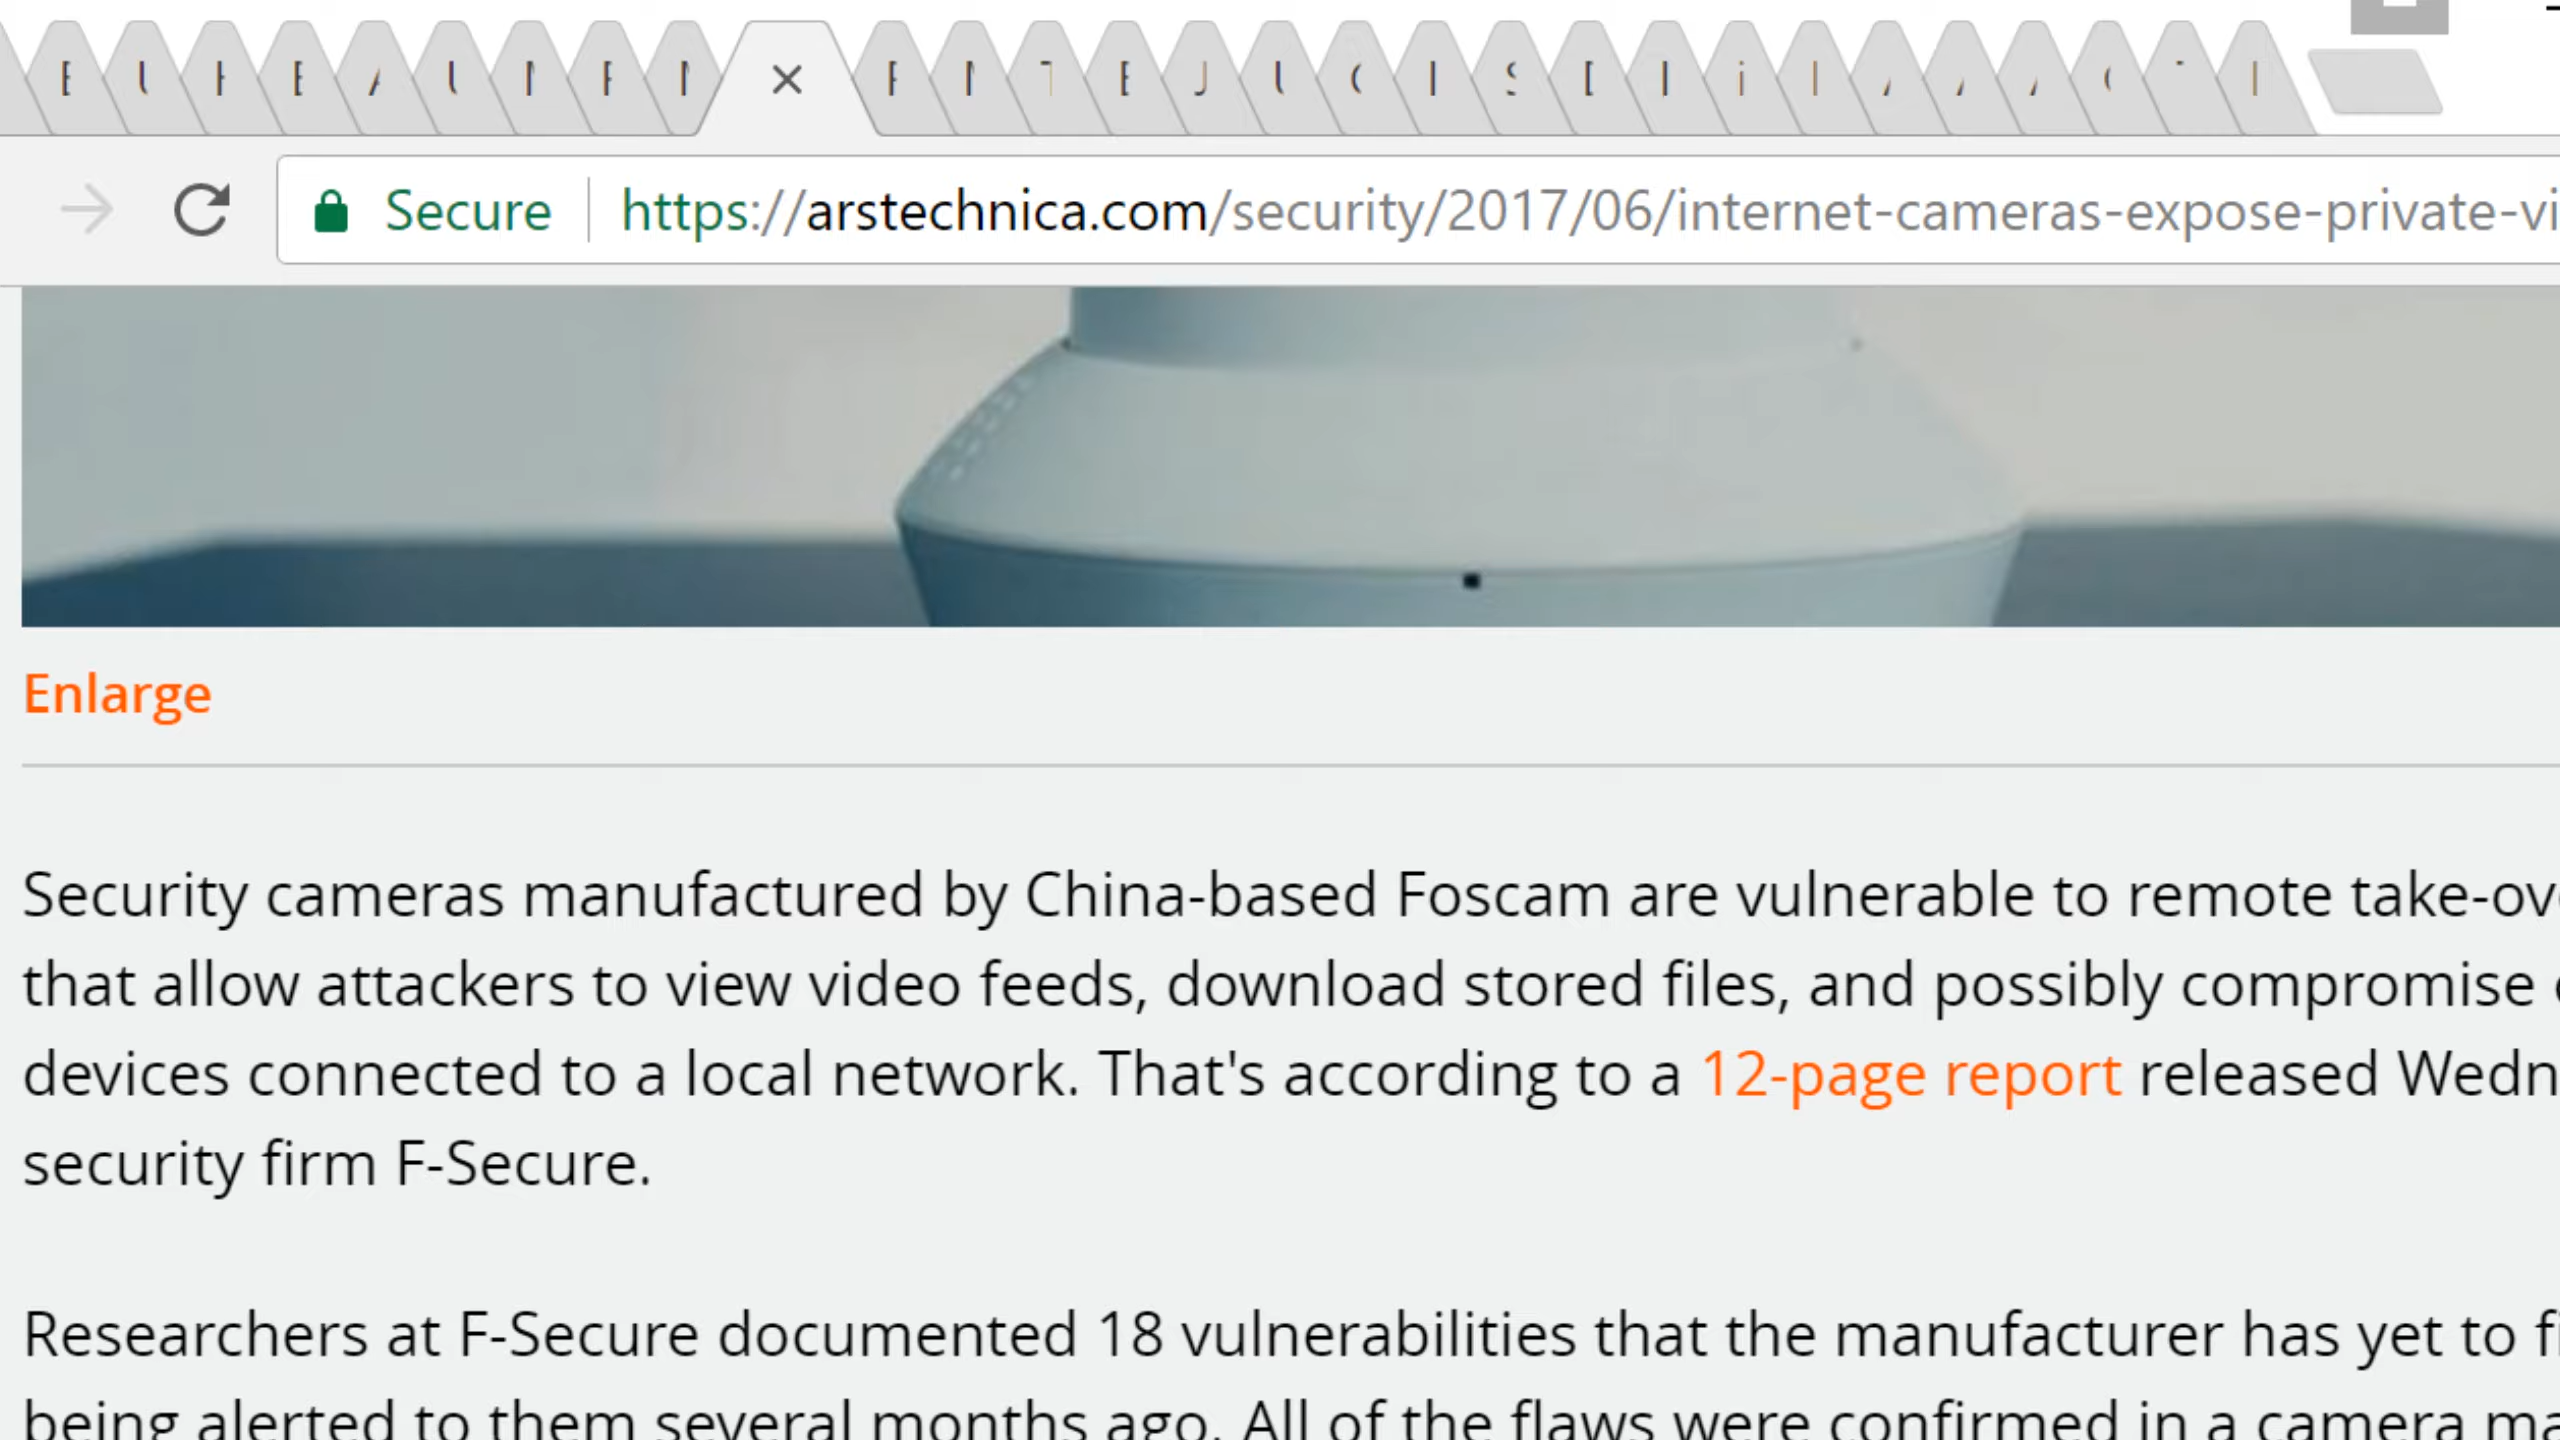 Secure https://arstechnica.com/security/2017/06/internet-cameras-expose-private-vi
Enlarge
Security cameras manufactured by China-based Foscam are vulnerable to remote take-ov
that allow attackers to view video feeds, download stored files, and possibly compromise
devices connected to a local network. That's according to a 12-page report released Wedn
security firm F-Secure.
Researchers at F-Secure documented 18 vulnerabilities that the manufacturer has yet to fi
being alerted to them several months ago. All of the flaws were confirmed in a camera ma